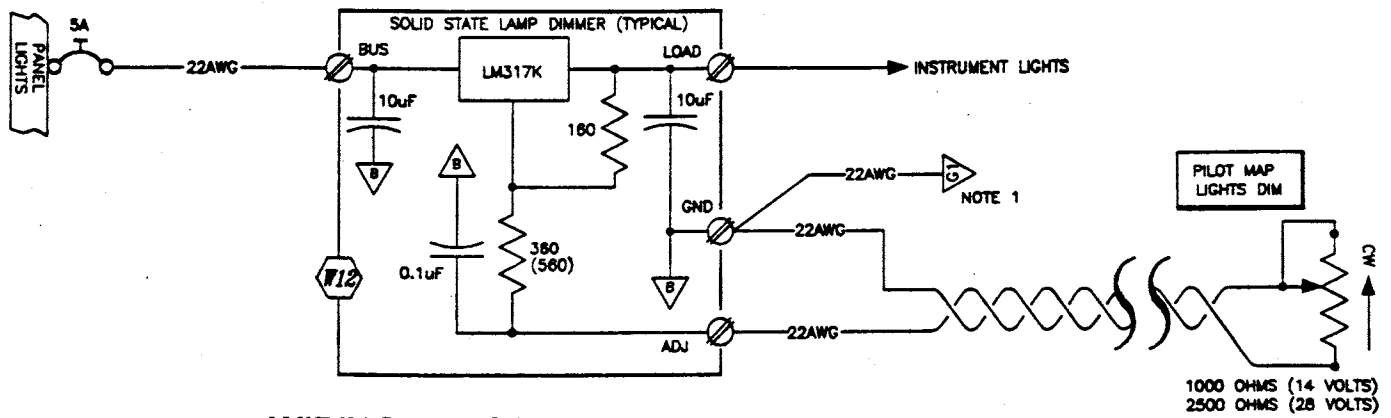 5A
PANEL
LIGHTS
22AWG
SOLID STATE LAMP DIMMER (TYPICAL)
BUS
LM317K
LOAD
INSTRUMENT LIGHTS
10uF
160
10uF
B
B
22AWG
G1
NOTE 1
PILOT MAP
LIGHTS DIM
GND
22AWG
360
(560)
0.1uF
W12
B
CW
ADJ
22AWG
1000 OHMS (14 VOLTS)
2500 OHMS (28 VOLTS)